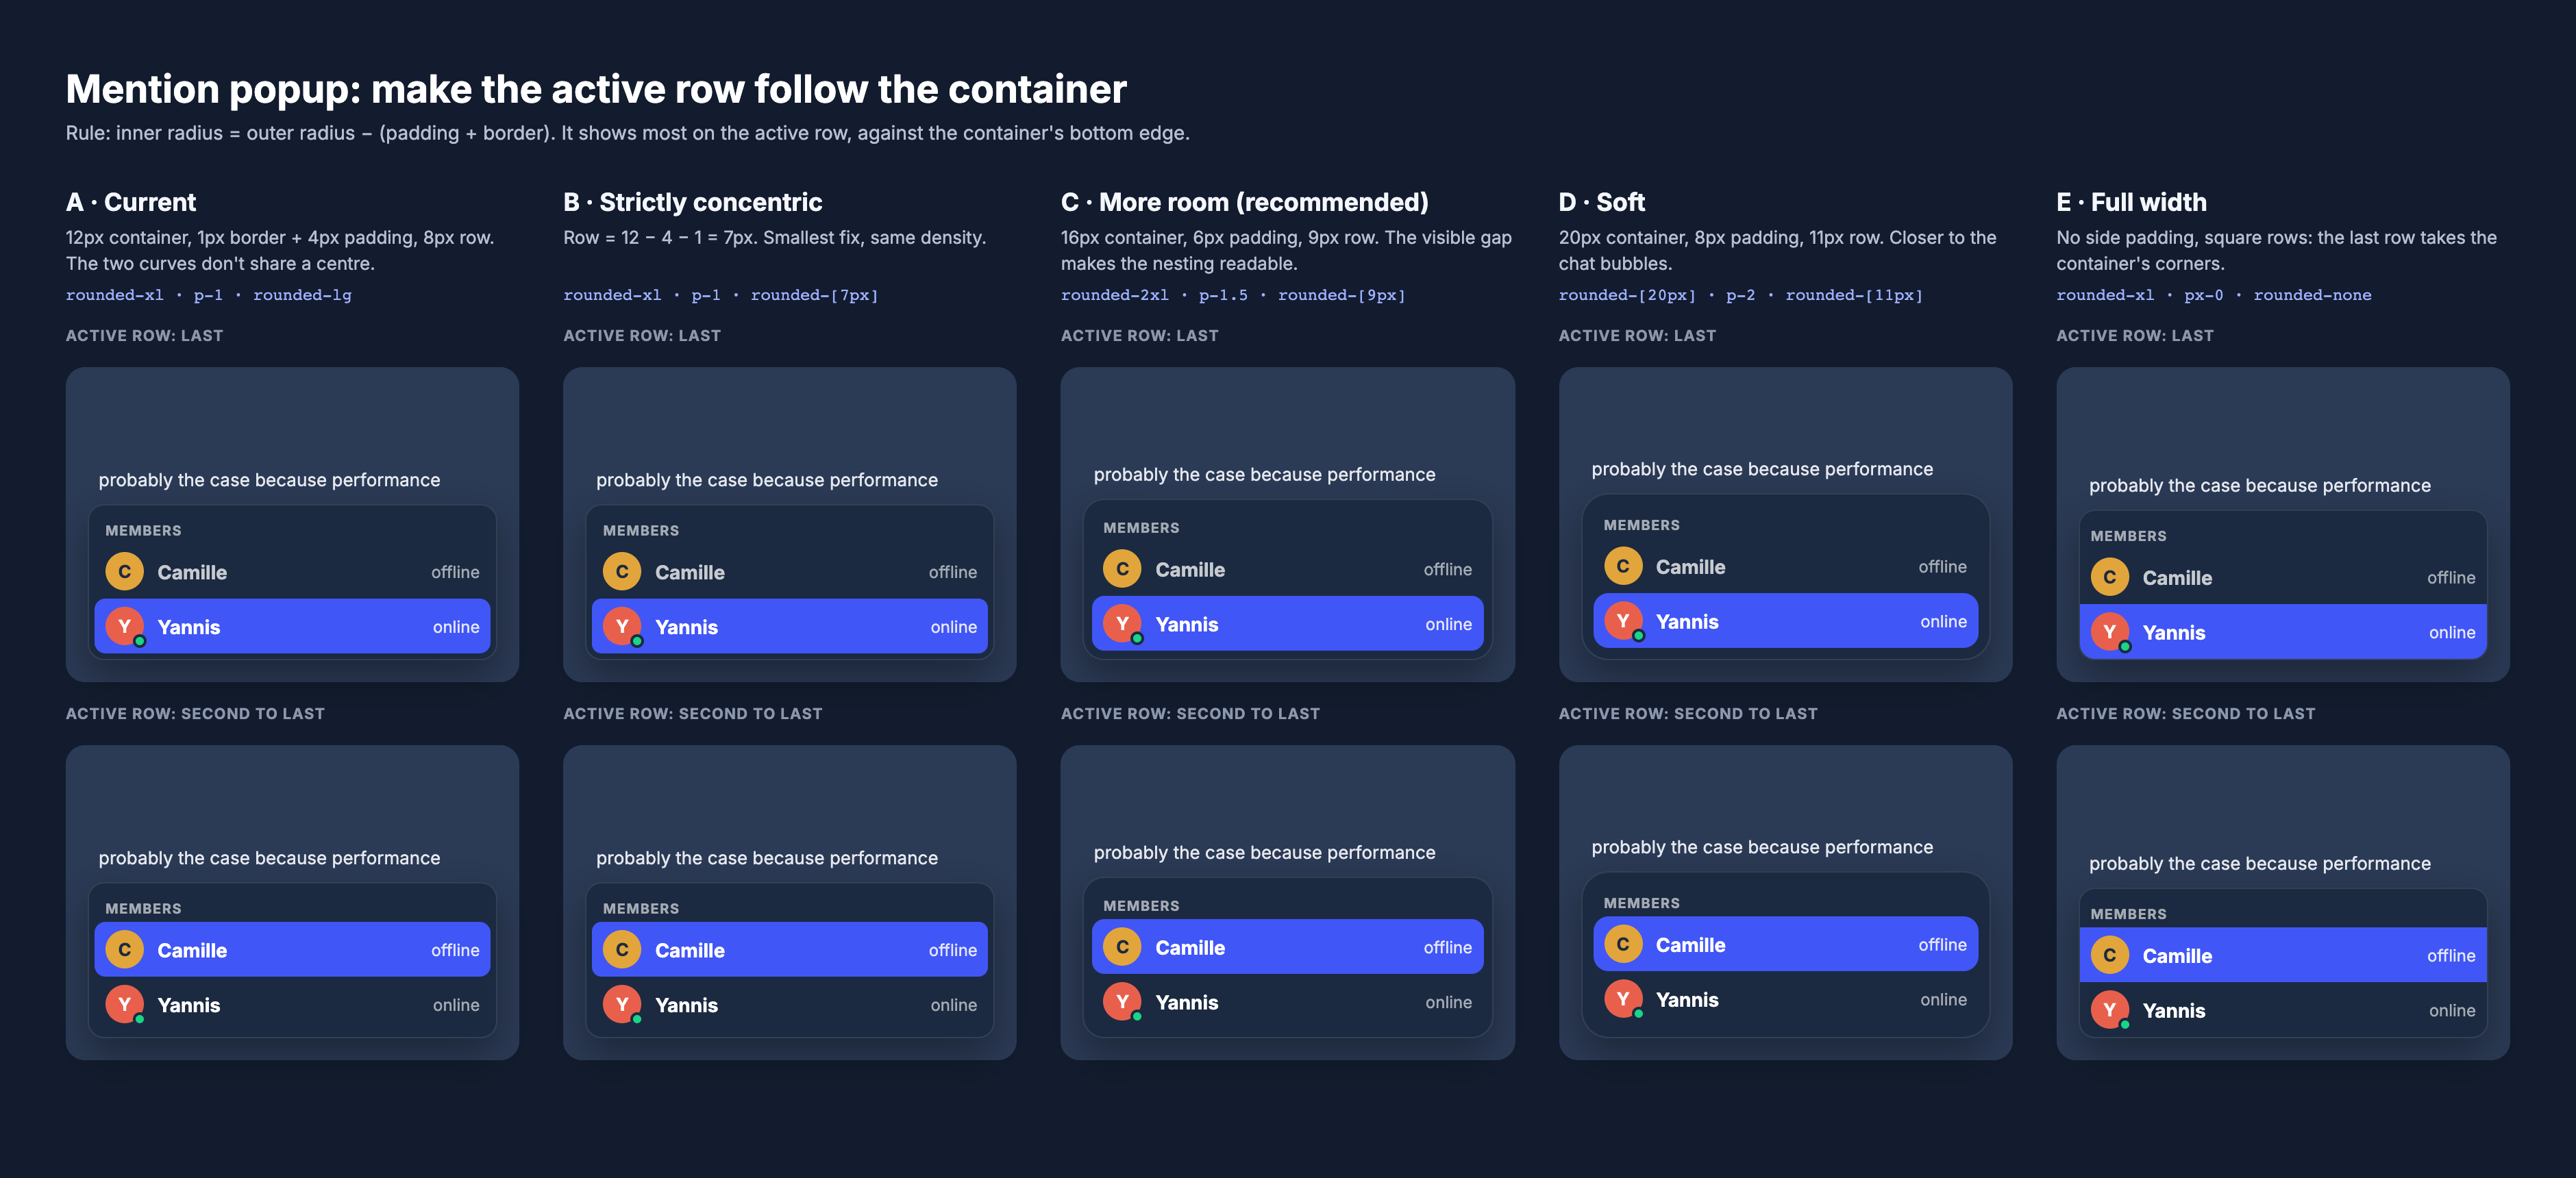 Mention popup: make the active row follow the container
Rule: inner radius = outer radius − (padding + border). It shows most on the active row, against the container's bottom edge.
A · Current
12px container, 1px border + 4px padding, 8px row.
The two curves don't share a centre.
rounded-xl · p-1 · rounded-lg
ACTIVE ROW: LAST
probably the case because performance
MEMBERS
C Camille offline
Y Yannis online
ACTIVE ROW: SECOND TO LAST
probably the case because performance
MEMBERS
C Camille offline
Y Yannis online
B · Strictly concentric
Row = 12 − 4 − 1 = 7px. Smallest fix, same density.
rounded-xl · p-1 · rounded-[7px]
ACTIVE ROW: LAST
probably the case because performance
MEMBERS
C Camille offline
Y Yannis online
ACTIVE ROW: SECOND TO LAST
probably the case because performance
MEMBERS
C Camille offline
Y Yannis online
C · More room (recommended)
16px container, 6px padding, 9px row. The visible gap
makes the nesting readable.
rounded-2xl · p-1.5 · rounded-[9px]
ACTIVE ROW: LAST
probably the case because performance
MEMBERS
C Camille offline
Y Yannis online
ACTIVE ROW: SECOND TO LAST
probably the case because performance
MEMBERS
C Camille offline
Y Yannis online
D · Soft
20px container, 8px padding, 11px row. Closer to the
chat bubbles.
rounded-[20px] · p-2 · rounded-[11px]
ACTIVE ROW: LAST
probably the case because performance
MEMBERS
C Camille offline
Y Yannis online
ACTIVE ROW: SECOND TO LAST
probably the case because performance
MEMBERS
C Camille offline
Y Yannis online
E · Full width
No side padding, square rows: the last row takes the
container's corners.
rounded-xl · px-0 · rounded-none
ACTIVE ROW: LAST
probably the case because performance
MEMBERS
C Camille offline
Y Yannis online
ACTIVE ROW: SECOND TO LAST
probably the case because performance
MEMBERS
C Camille offline
Y Yannis online